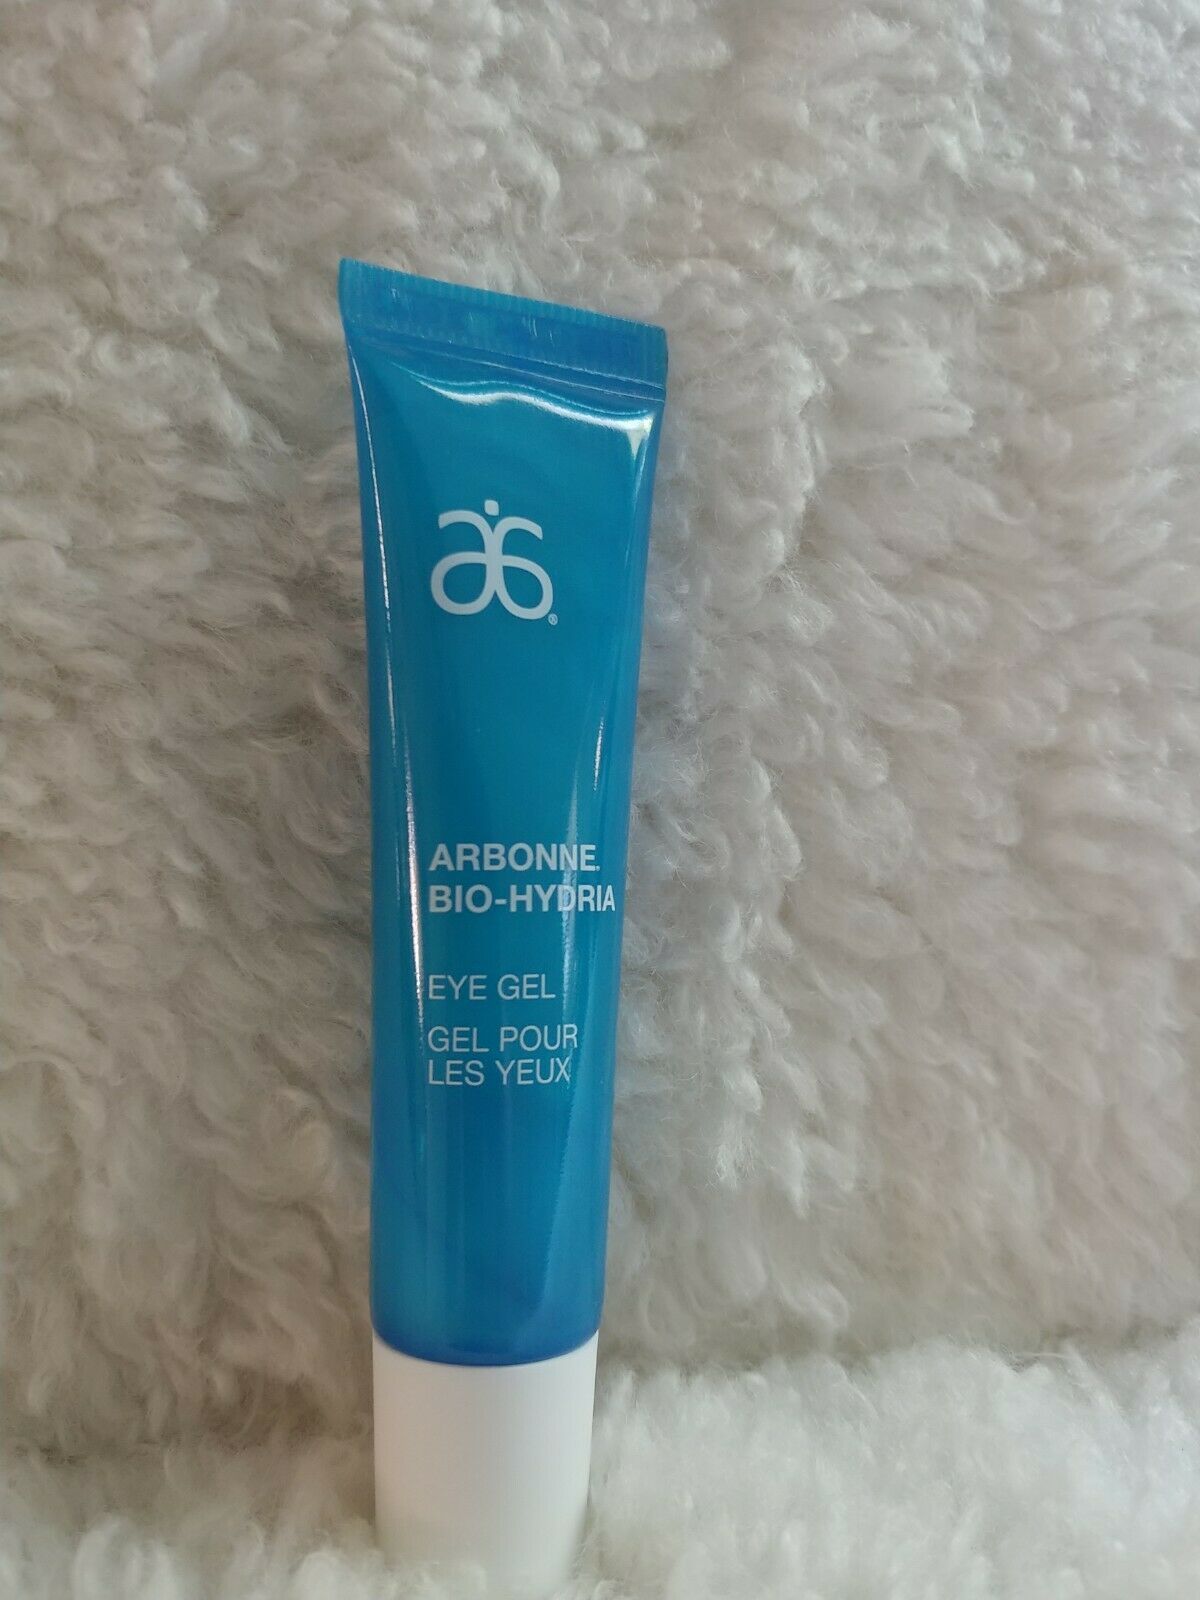 ARBONNE®
BIO-HYDRIA
EYE GEL
GEL POUR
LES YEUX